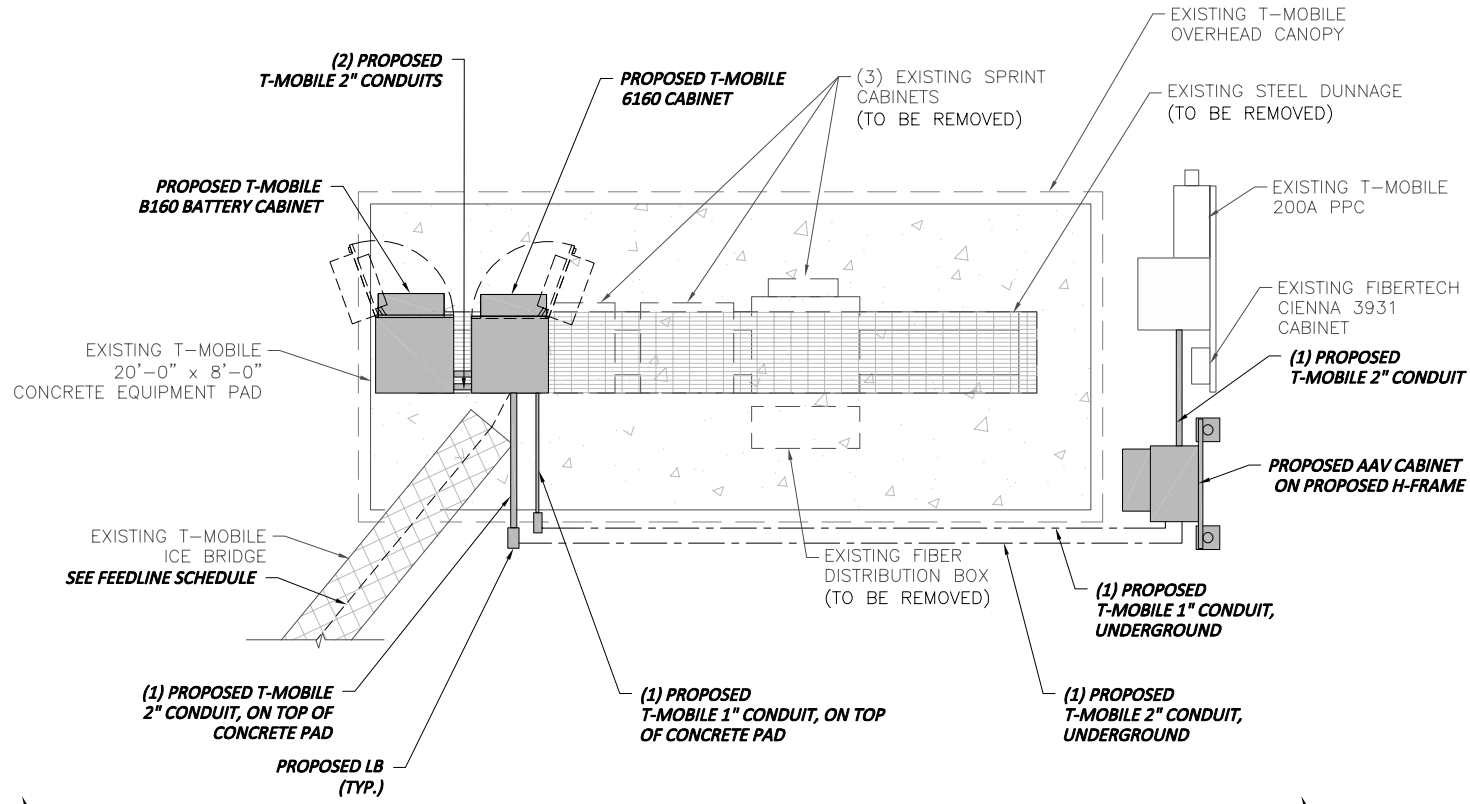 EXISTING T-MOBILE
OVERHEAD CANOPY
(2) PROPOSED
T-MOBILE 2" CONDUITS
PROPOSED T-MOBILE
6160 CABINET
(3) EXISTING SPRINT
CABINETS
(TO BE REMOVED)
EXISTING STEEL DUNNAGE
(TO BE REMOVED)
PROPOSED T-MOBILE
B160 BATTERY CABINET
EXISTING T-MOBILE
200A PPC
EXISTING FIBERTECH
CIENNA 3931
CABINET
EXISTING T-MOBILE
20'-0" x 8'-0"
CONCRETE EQUIPMENT PAD
(1) PROPOSED
T-MOBILE 2" CONDUIT
PROPOSED AAV CABINET
ON PROPOSED H-FRAME
EXISTING T-MOBILE
ICE BRIDGE
SEE FEEDLINE SCHEDULE
EXISTING FIBER
DISTRIBUTION BOX
(TO BE REMOVED)
(1) PROPOSED
T-MOBILE 1" CONDUIT,
UNDERGROUND
(1) PROPOSED T-MOBILE
2" CONDUIT, ON TOP OF
CONCRETE PAD
(1) PROPOSED
T-MOBILE 1" CONDUIT, ON TOP
OF CONCRETE PAD
(1) PROPOSED
T-MOBILE 2" CONDUIT,
UNDERGROUND
PROPOSED LB
(TYP.)